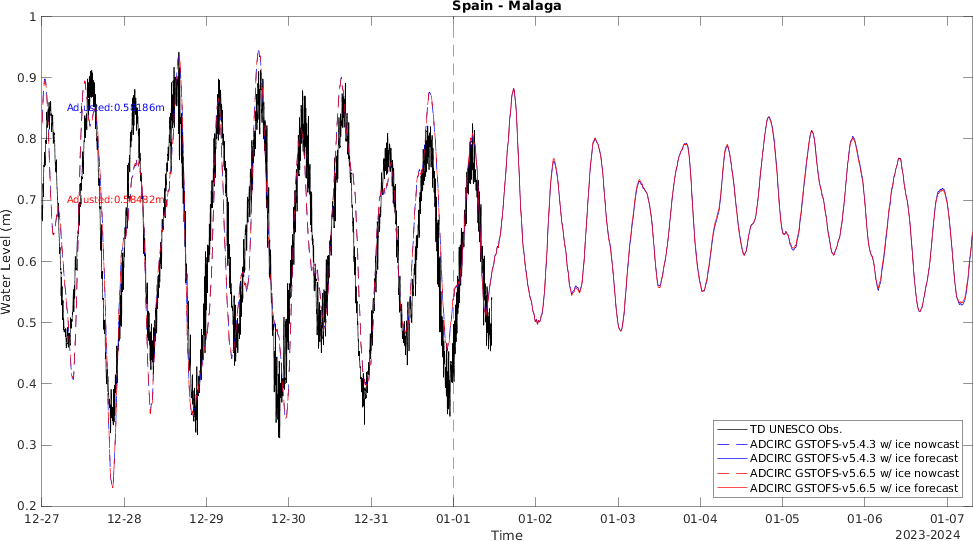 Spain - Malaga
1
0.9
0.8
0.7
0.6
0.5
0.4
0.3
0.2
Water Level (m)
Adjusted:0.58186m
TD UNESCO Obs.
ADCIRC GSTOFS-v5.4.3 w/ ice nowcast
ADCIRC GSTOFS-v5.4.3 w/ ice forecast
ADCIRC GSTOFS-v5.6.5 w/ ice nowcast
ADCIRC GSTOFS-v5.6.5 w/ ice forecast
12-27 12-28 12-29 12-30 12-31 01-01 01-02 01-03 01-04 01-05 01-06 01-07
Time
2023-2024